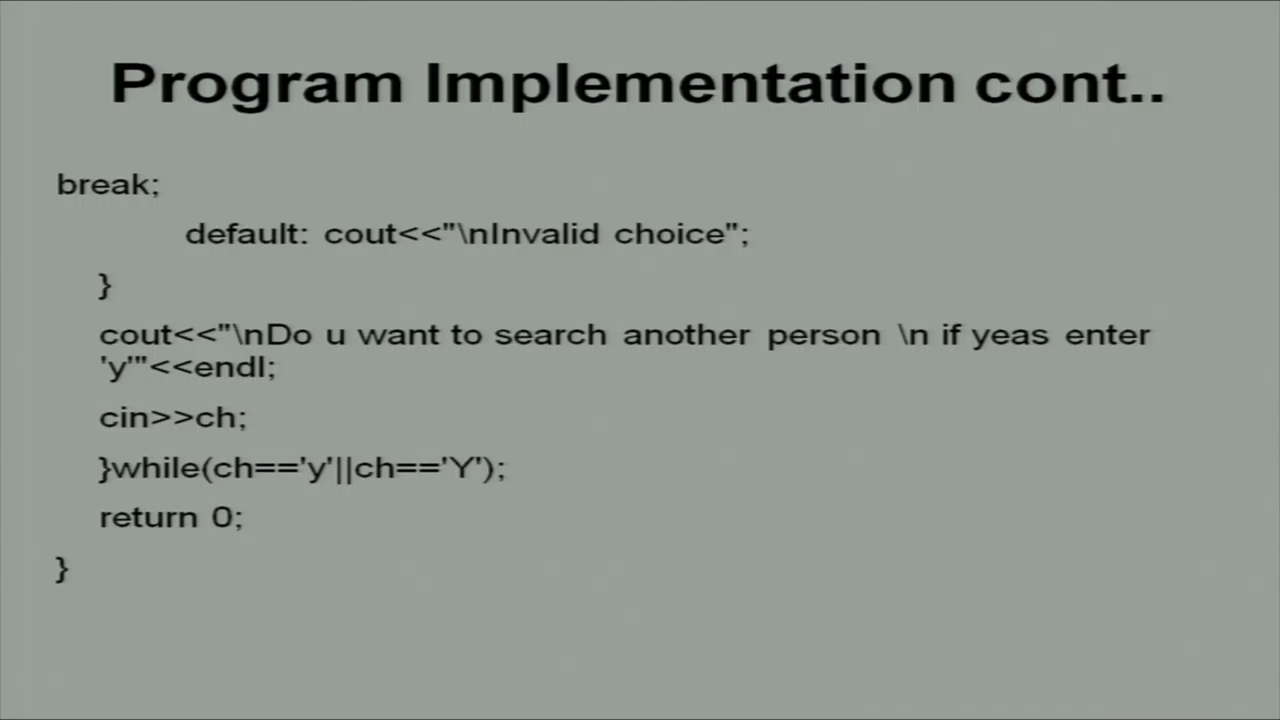 Program Implementation cont..
break;
default: cout<<"\nInvalid choice";
}
cout<<"\nDo u want to search another person \n if yeas enter
'y'"<<endl;
cin>>ch;
}while(ch=='y'||ch=='Y');
return 0;
}